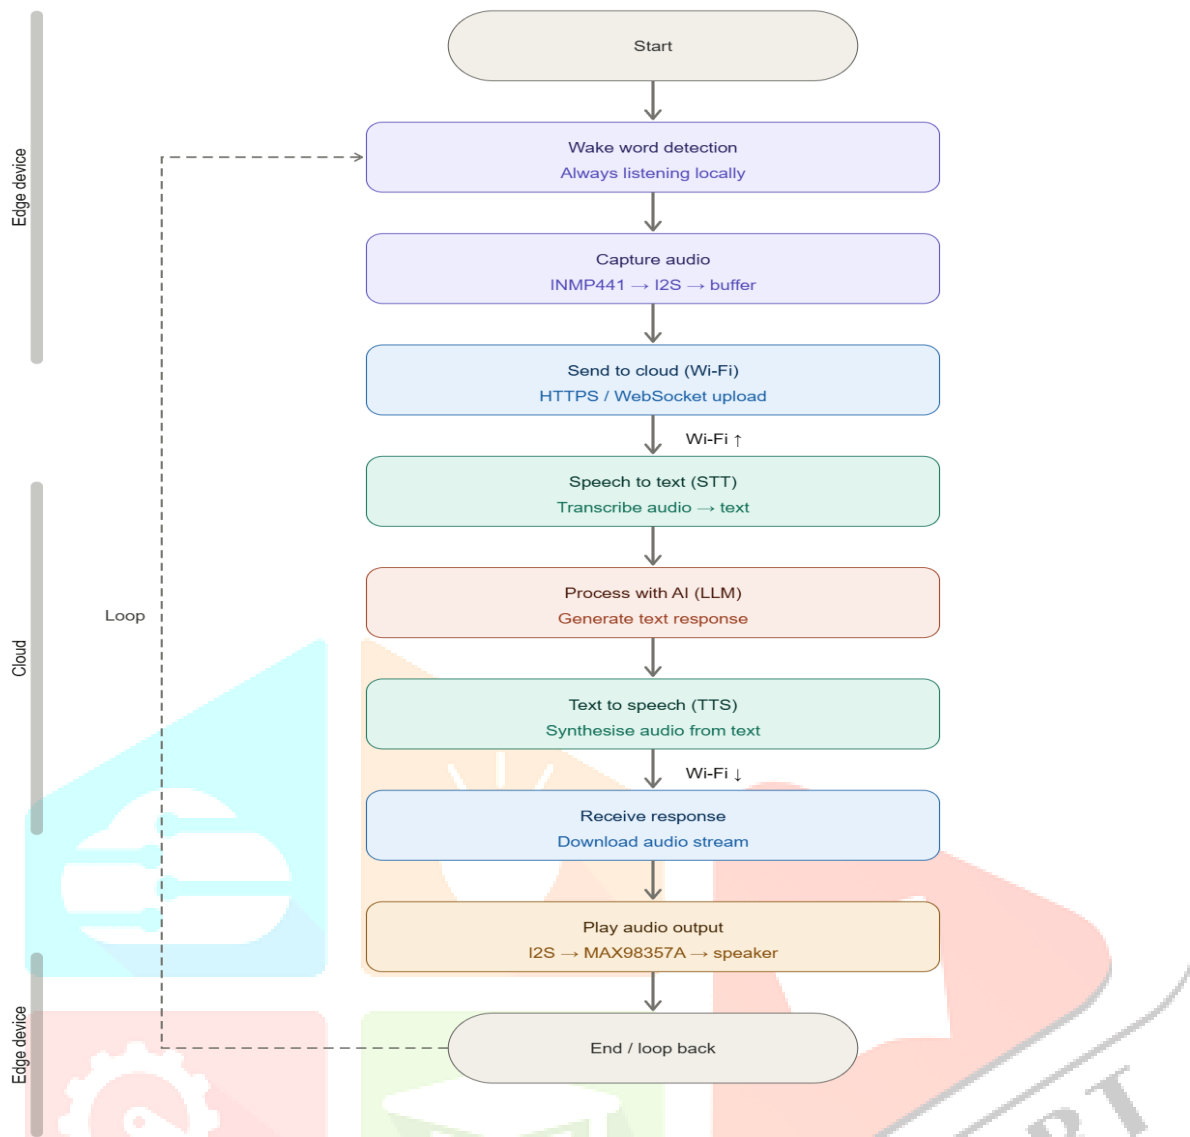 Start
Edge device
Wake word detection
Always listening locally
Capture audio
INMP441 → I2S → buffer
Send to cloud (Wi-Fi)
HTTPS / WebSocket upload
Wi-Fi ↑
Speech to text (STT)
Transcribe audio → text
Process with AI (LLM)
Generate text response
Loop
Cloud
Text to speech (TTS)
Synthesise audio from text
Wi-Fi ↓
Receive response
Download audio stream
Play audio output
I2S → MAX98357A → speaker
Edge device
End / loop back